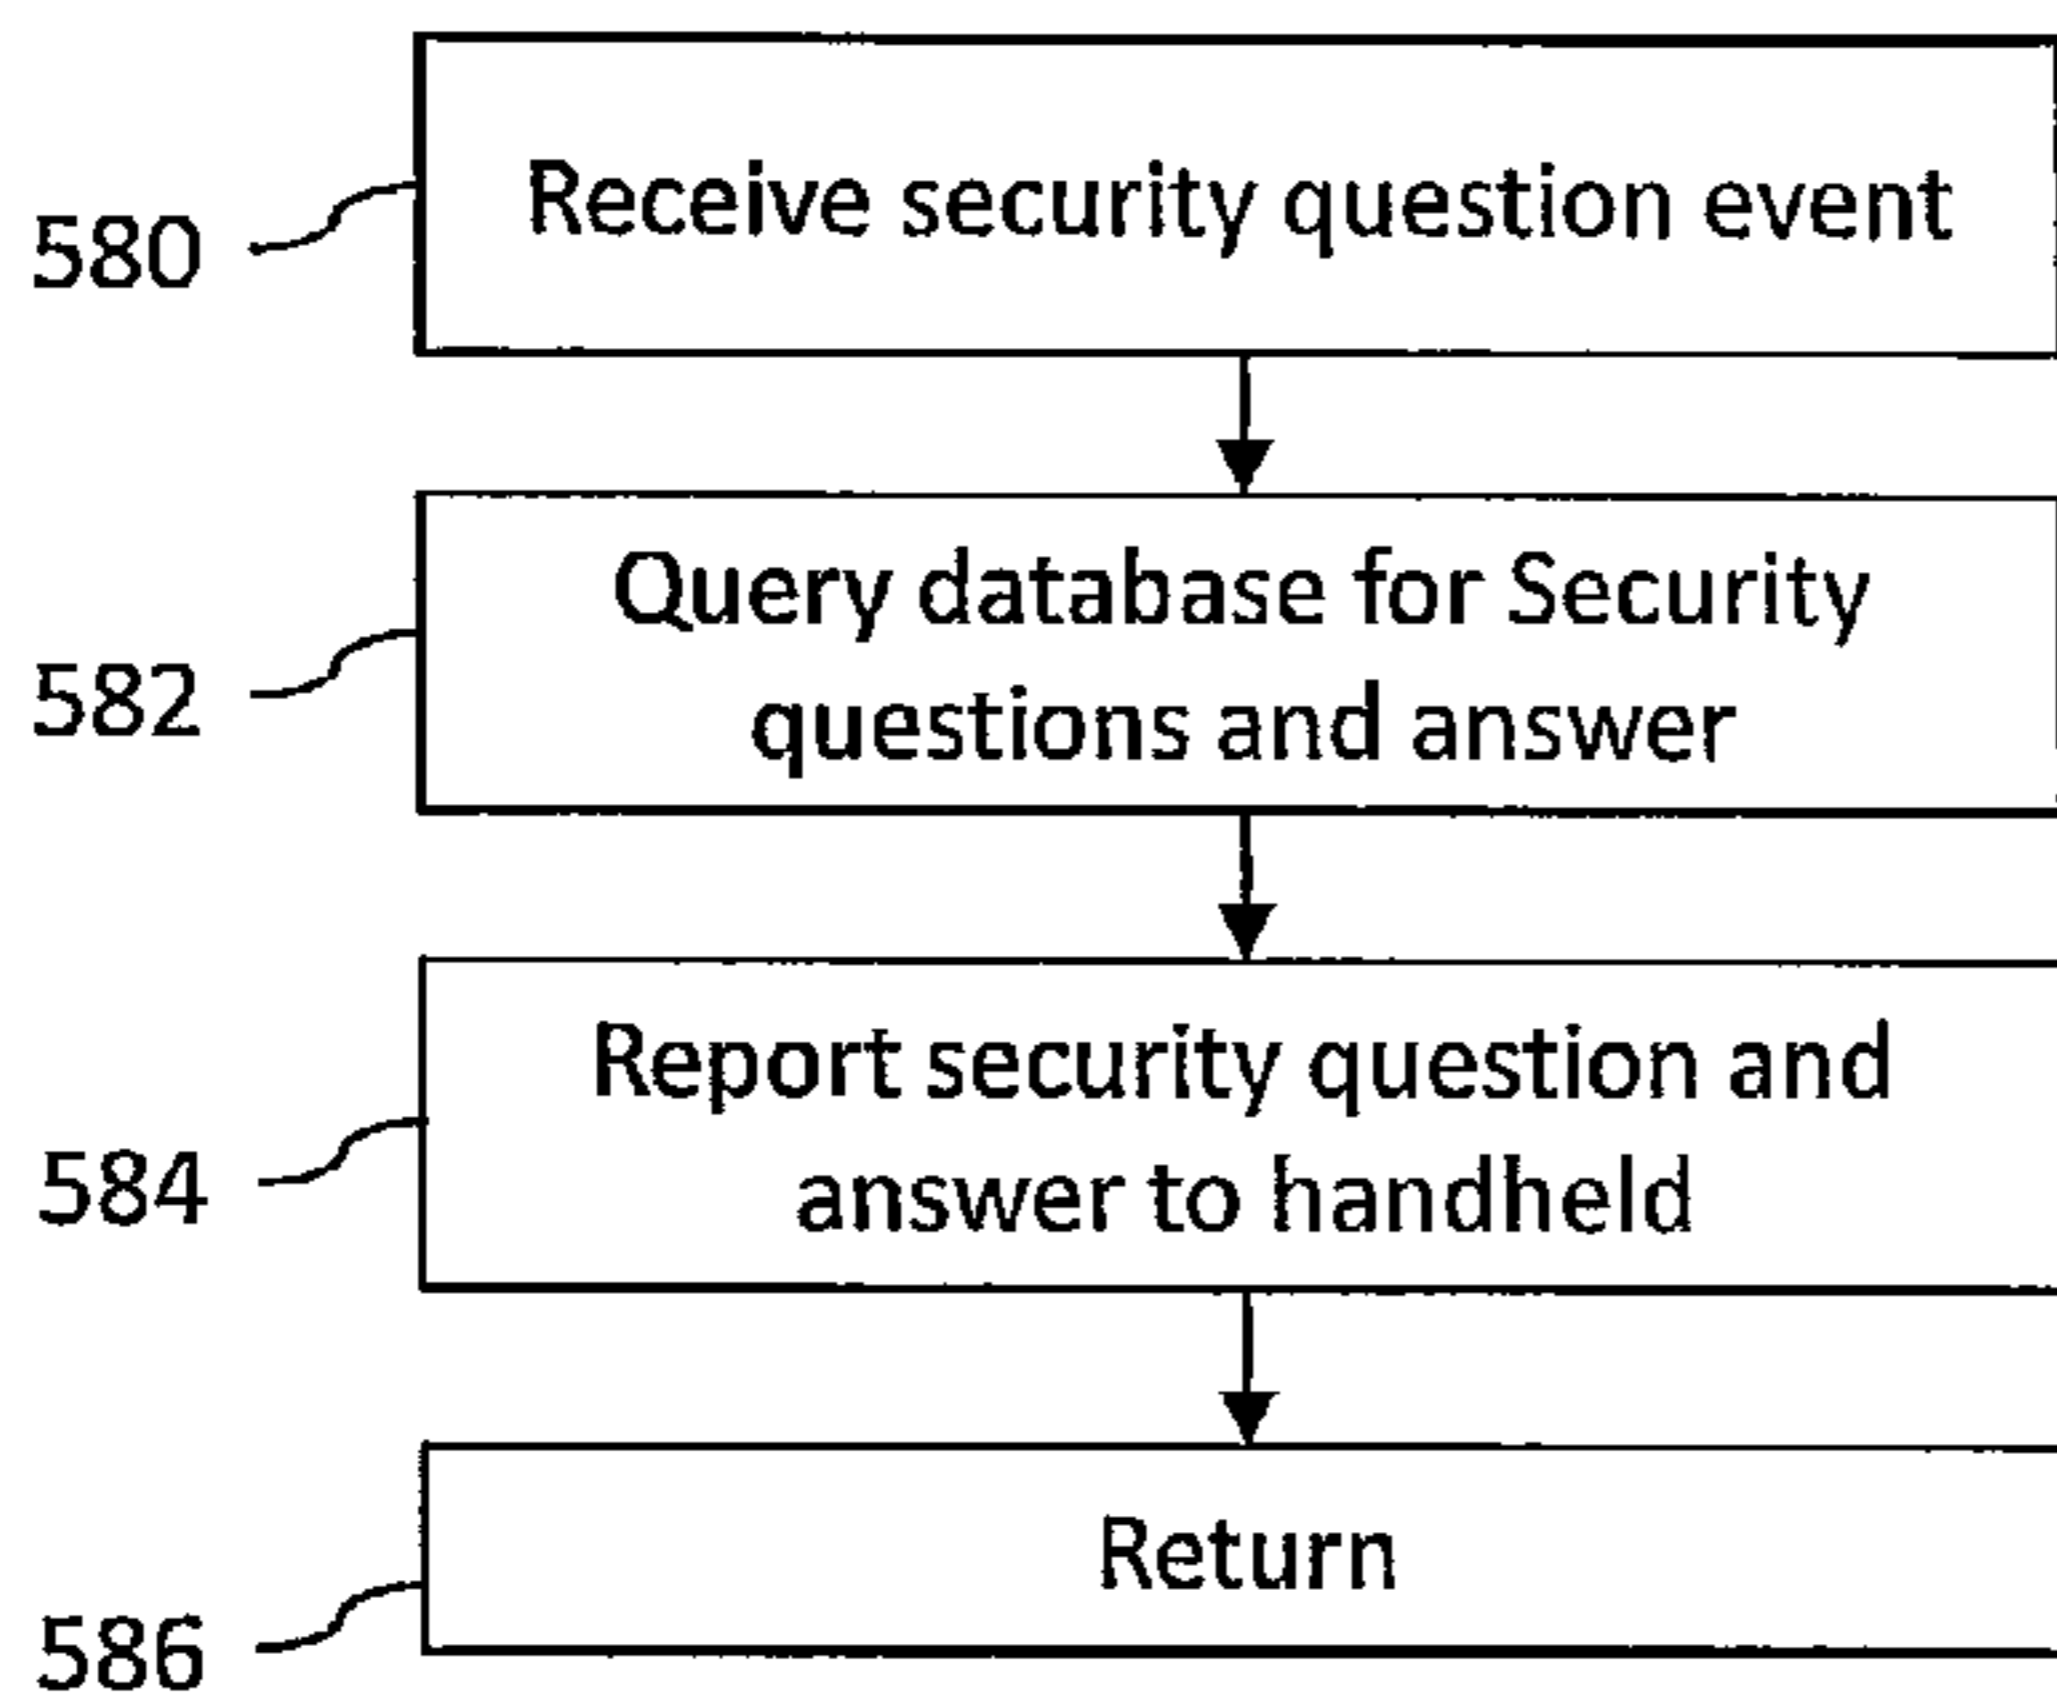 580
Receive security question event
582
Query database for Security
questions and answer
584
Report security question and
answer to handheld
586
Return